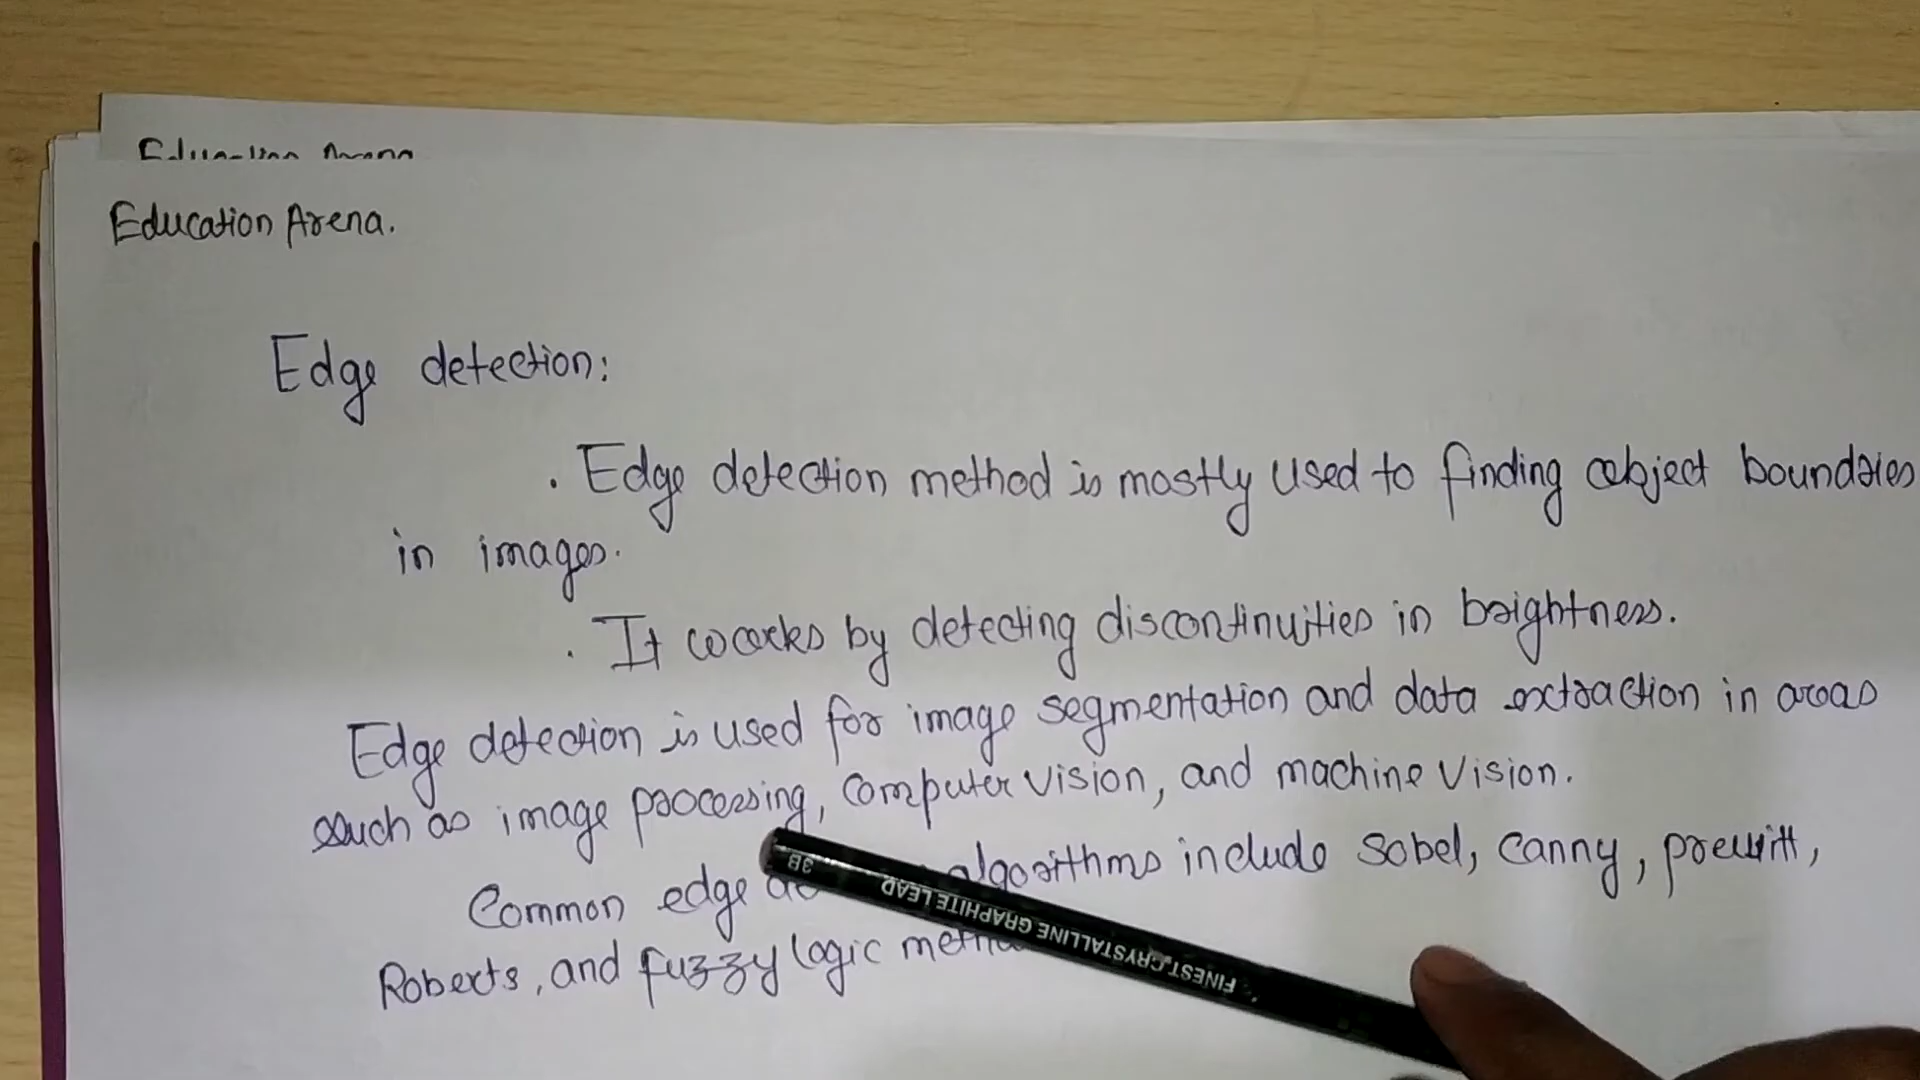 Education Arena
Education Arena.
Edge detection:
. Edge detection method is mostly used to finding object boundries
in images.
. It works by detecting discontinuities in brightness.
Edge detection is used for image segmentation and data extraction in areas
such as image processing, computer vision, and machine vision.
Common edge algorithms include Sobel, Canny, prewitt,
Roberts, and fuzzy logic
3B FINEST CRYSTALLINE GRAPHITE LEAD